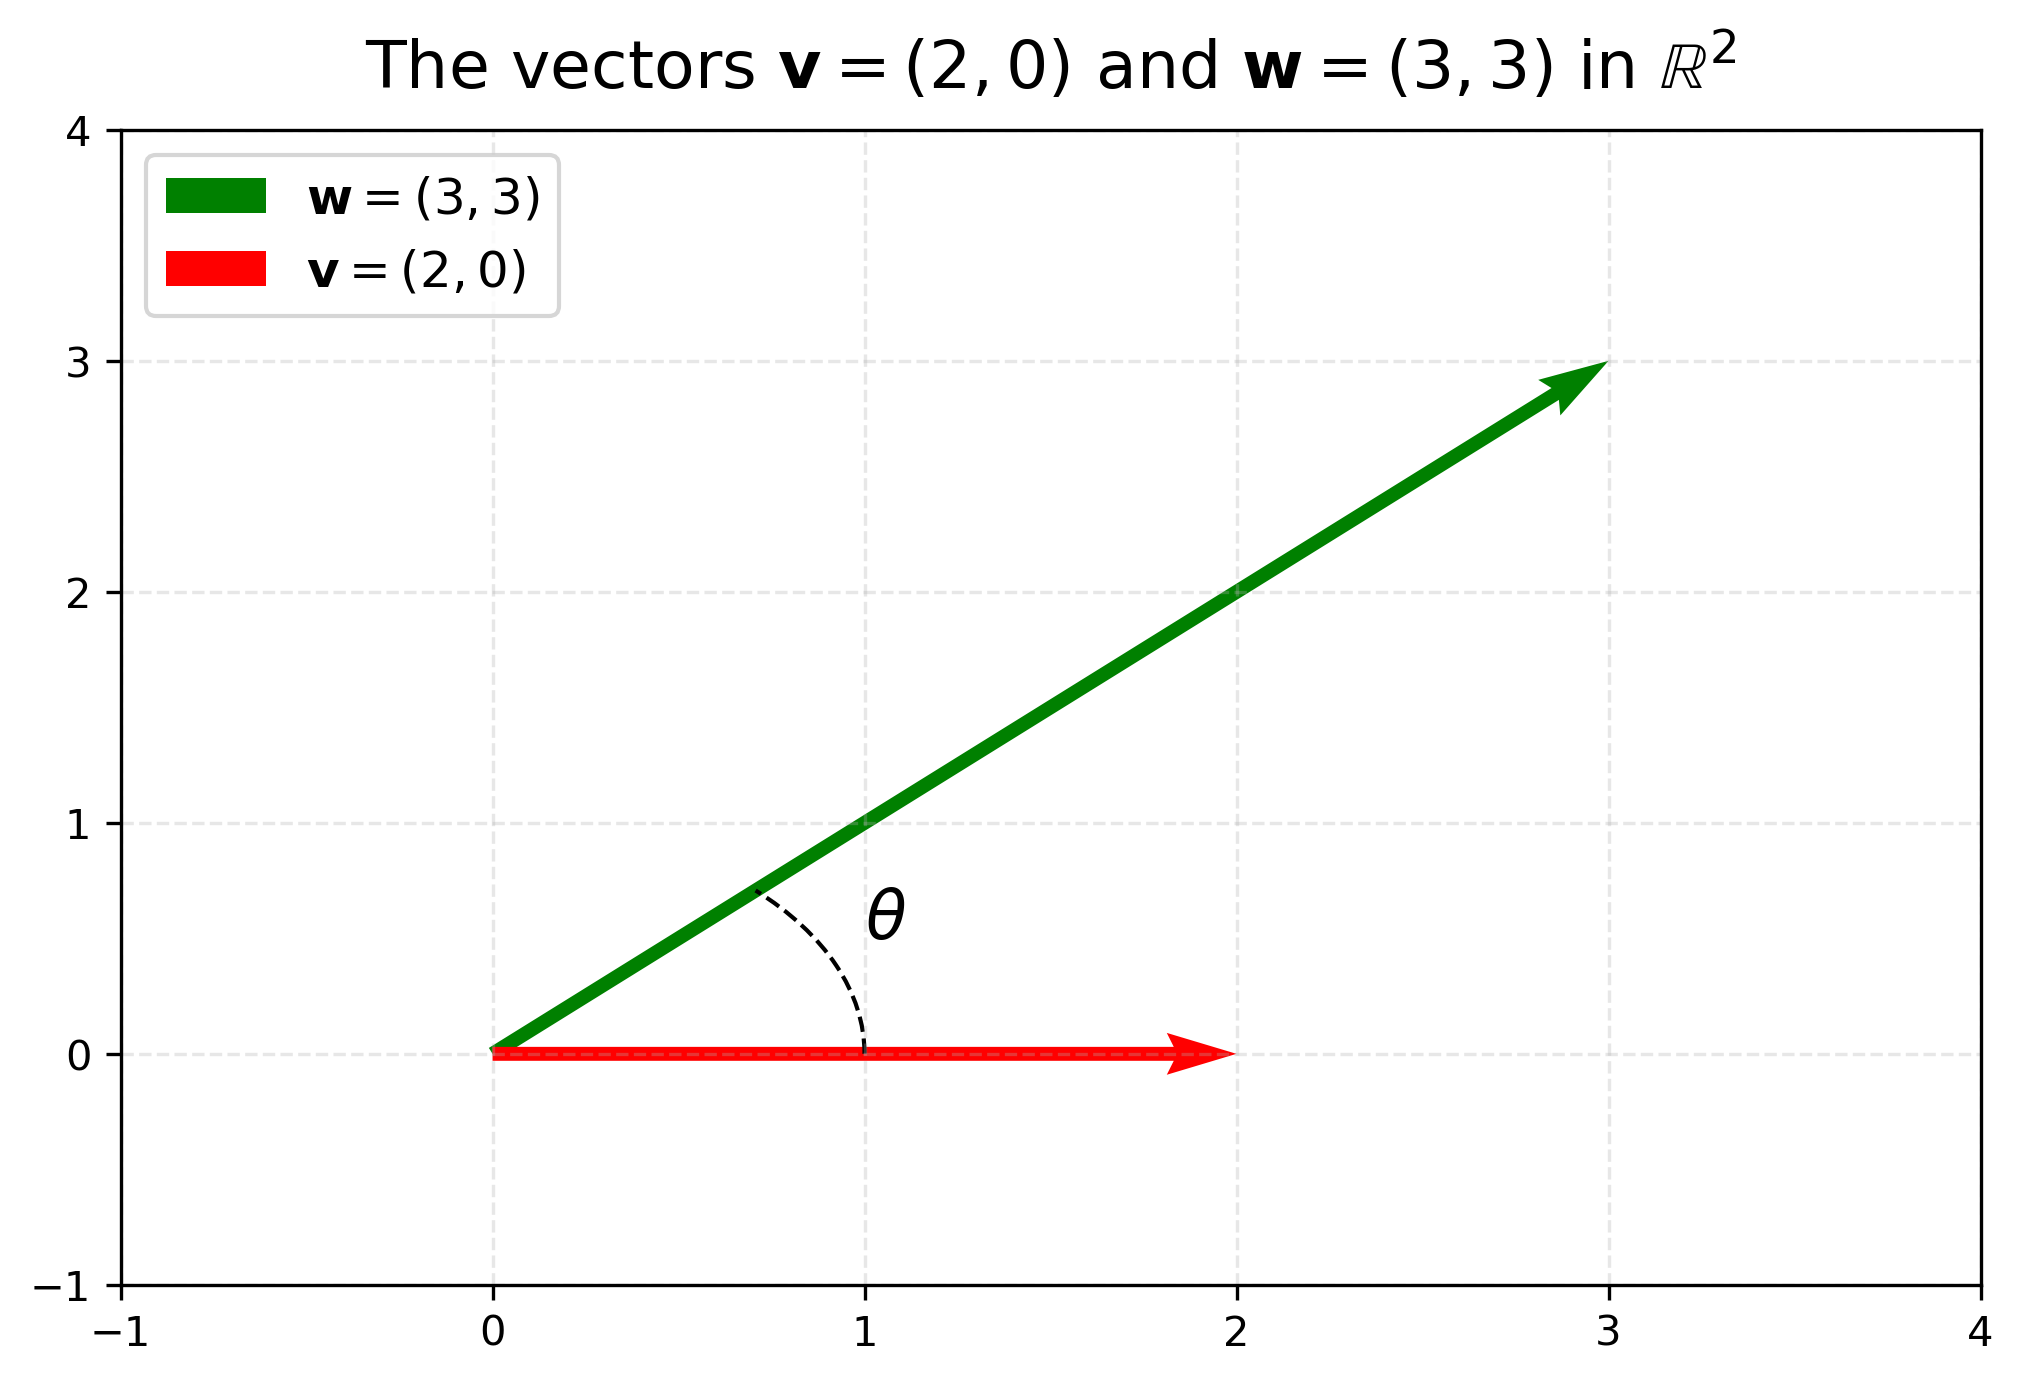 The vectors v = (2, 0) and w = (3, 3) in ℝ²
4
w = (3, 3)
v = (2, 0)
3
2
1
θ
0
−1
−1 0 1 2 3 4